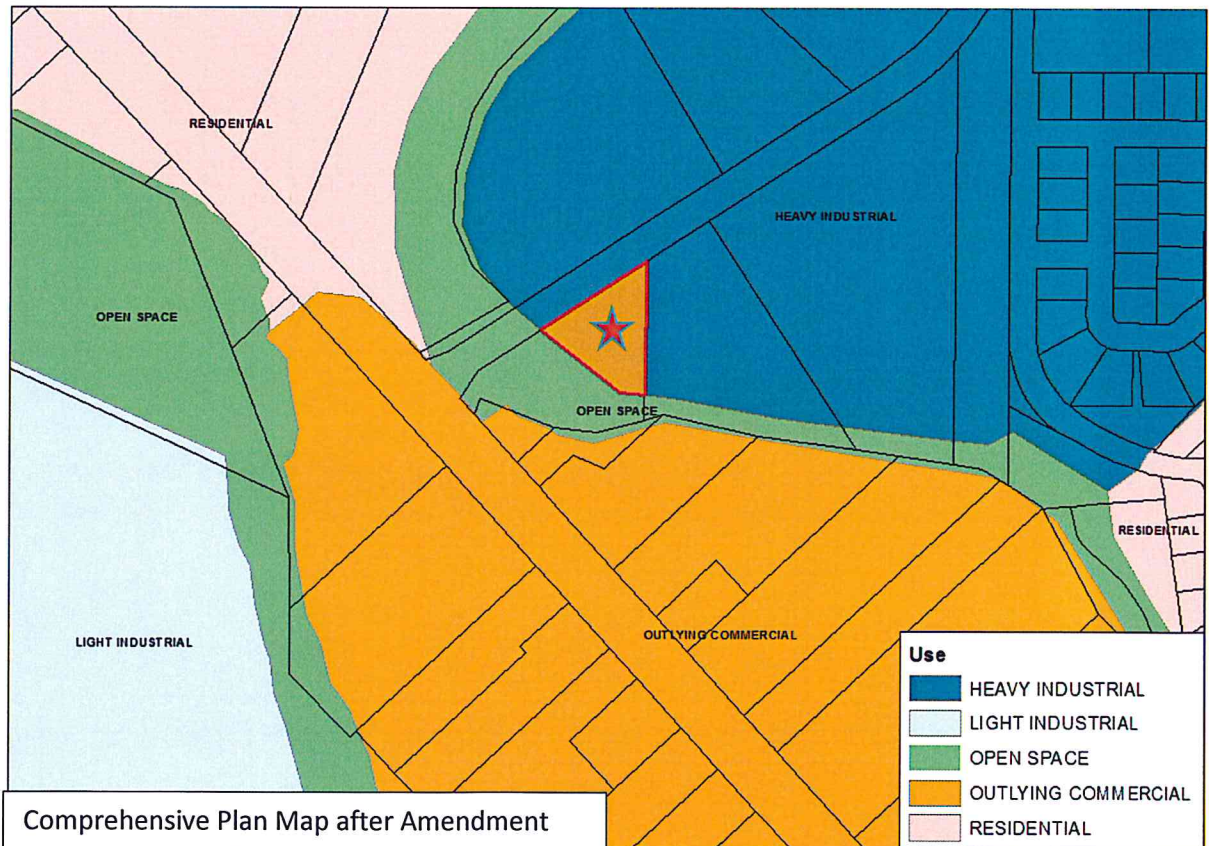 RESIDENTIAL
HEAVY INDUSTRIAL
OPEN SPACE
OPEN SPACE
RESIDENTIAL
LIGHT INDUSTRIAL
OUTLYING COMMERCIAL
Use
HEAVY INDUSTRIAL
LIGHT INDUSTRIAL
OPEN SPACE
OUTLYING COMMERCIAL
RESIDENTIAL
Comprehensive Plan Map after Amendment